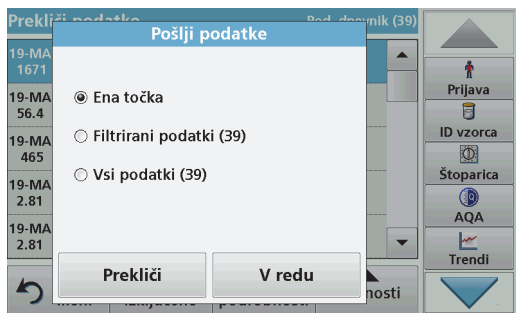 Prekliči podatke
Pod. dnevnik (39)
Pošlji podatke
19-MA
1671
19-MA
56.4
19-MA
465
19-MA
2.81
19-MA
2.81
Ena točka
Filtrirani podatki (39)
Vsi podatki (39)
Prekliči
V redu
Prijava
ID vzorca
Štoparica
AQA
Trendi